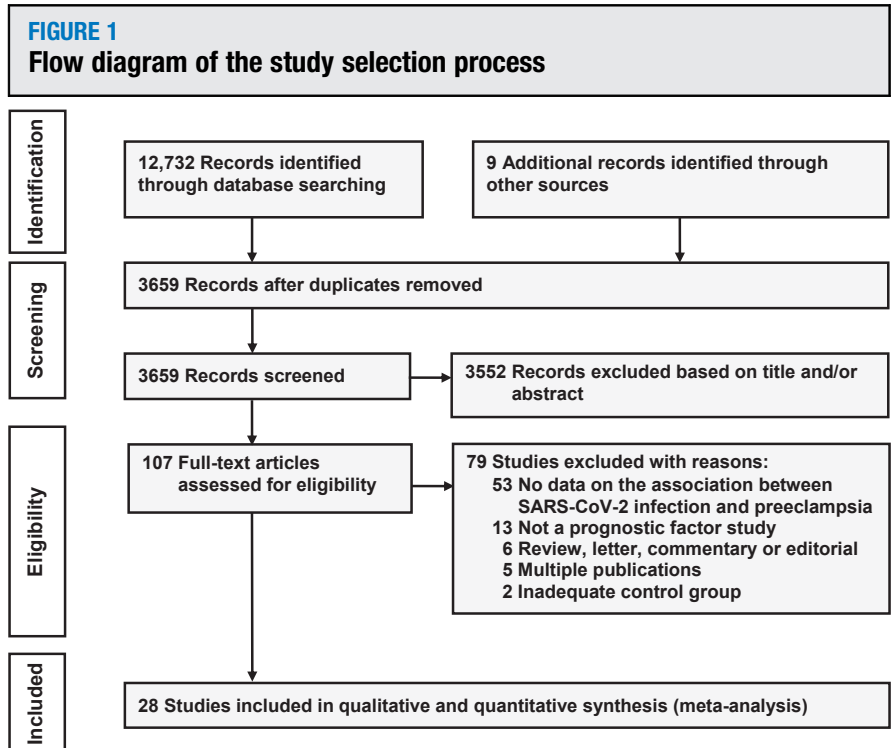 FIGURE 1
Flow diagram of the study selection process
Identification
12,732 Records identified
through database searching
9 Additional records identified through
other sources
Screening
3659 Records after duplicates removed
3659 Records screened
3552 Records excluded based on title and/or
abstract
Eligibility
107 Full-text articles
assessed for eligibility
79 Studies excluded with reasons:
53 No data on the association between
SARS-CoV-2 infection and preeclampsia
13 Not a prognostic factor study
6 Review, letter, commentary or editorial
5 Multiple publications
2 Inadequate control group
Included
28 Studies included in qualitative and quantitative synthesis (meta-analysis)